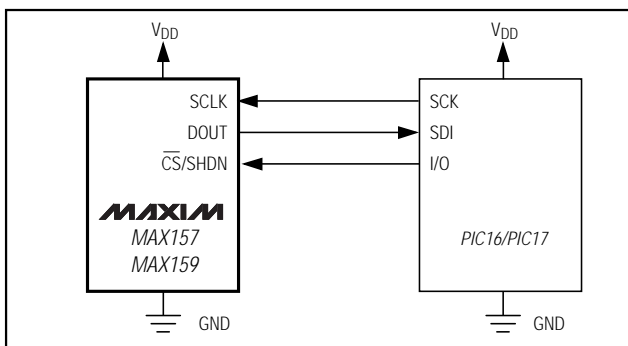 VDD VDD
SCLK SCK
DOUT SDI
CS/SHDN I/O
MAXIM
MAX157
MAX159
PIC16/PIC17
GND GND